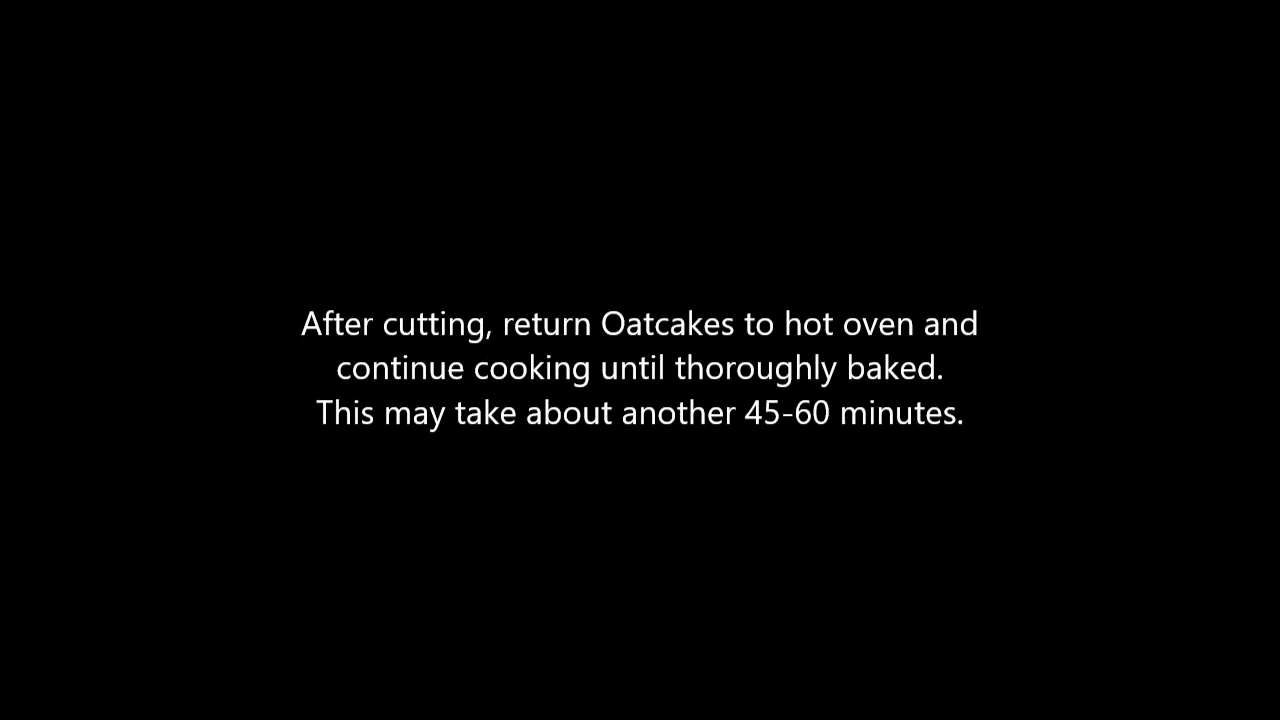 After cutting, return Oatcakes to hot oven and
continue cooking until thoroughly baked.
This may take about another 45-60 minutes.